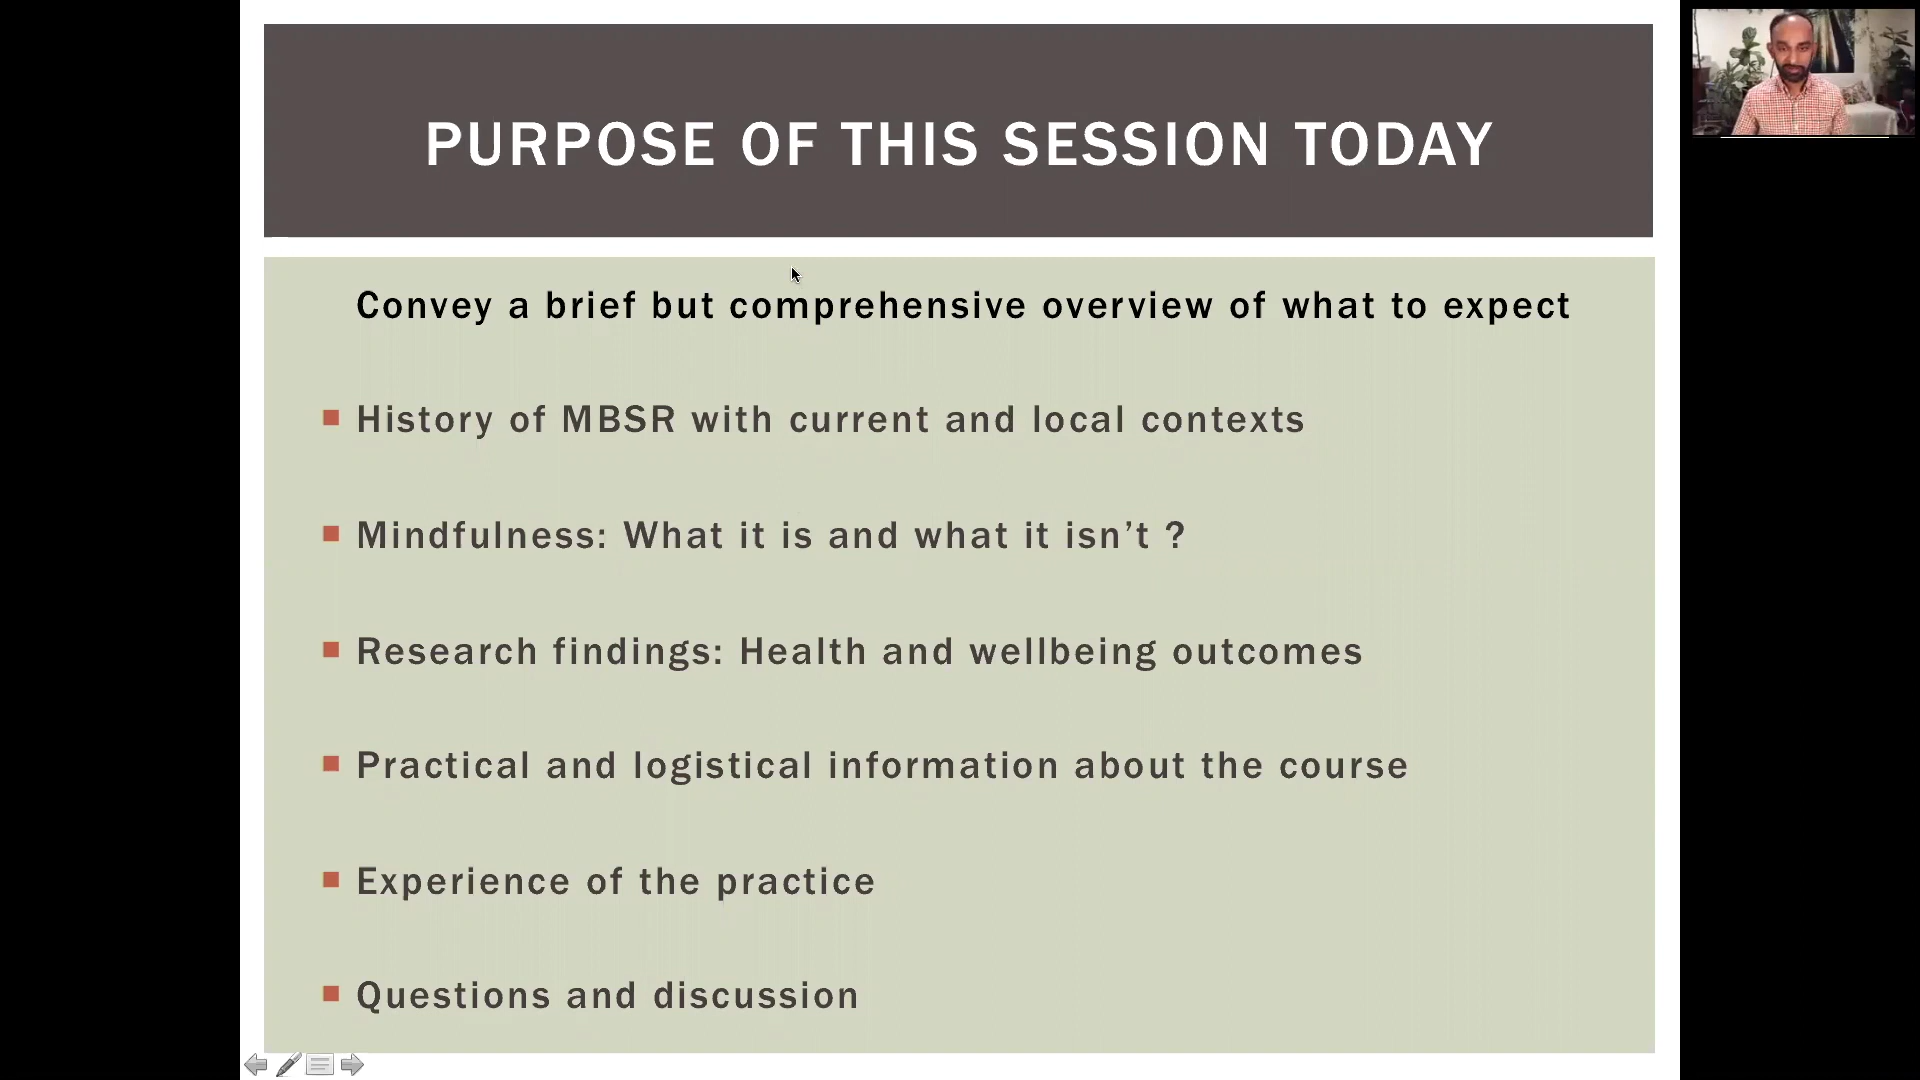 PURPOSE OF THIS SESSION TODAY
Convey a brief but comprehensive overview of what to expect
History of MBSR with current and local contexts
Mindfulness: What it is and what it isn’t ?
Research findings: Health and wellbeing outcomes
Practical and logistical information about the course
Experience of the practice
Questions and discussion